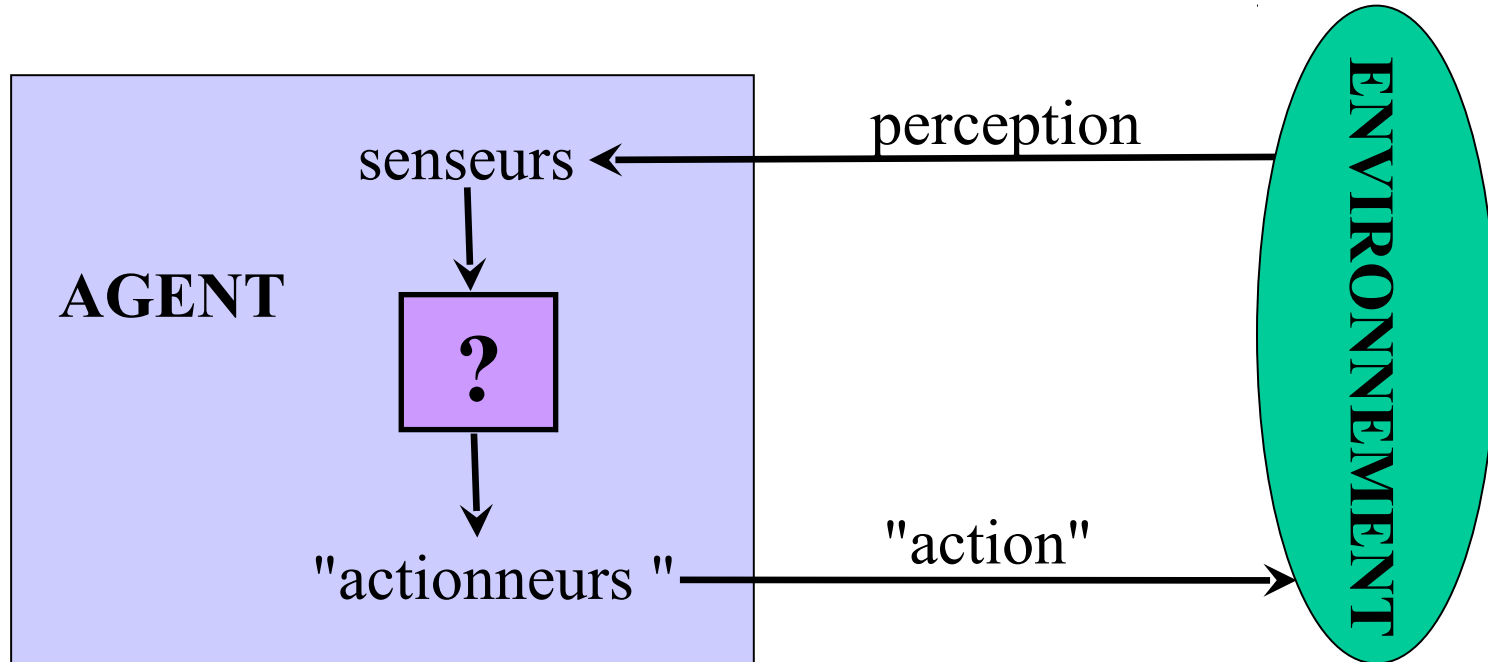 perception
senseurs
AGENT
?
"action"
"actionneurs "
ENVIRONNEMENT